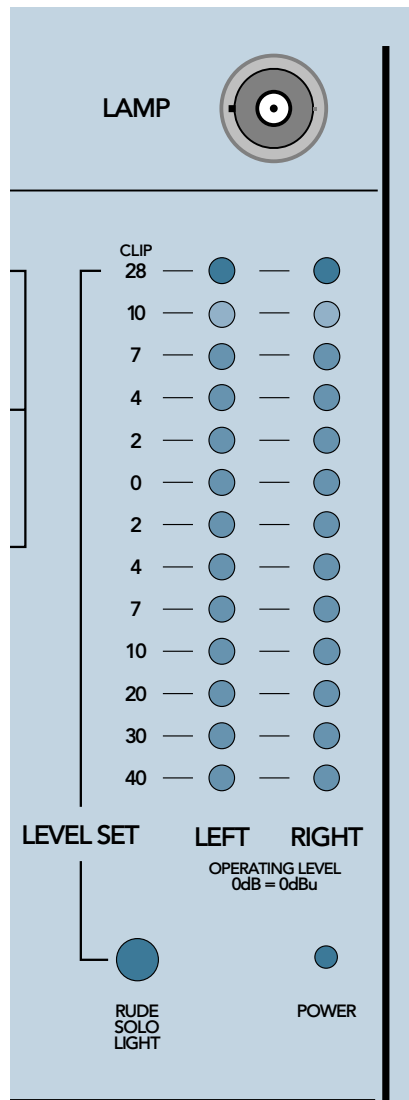 LAMP
CLIP
28
10
7
4
2
0
2
4
7
10
20
30
40
LEVEL SET LEFT RIGHT
OPERATING LEVEL
0dB = 0dBu
RUDE
SOLO
LIGHT
POWER